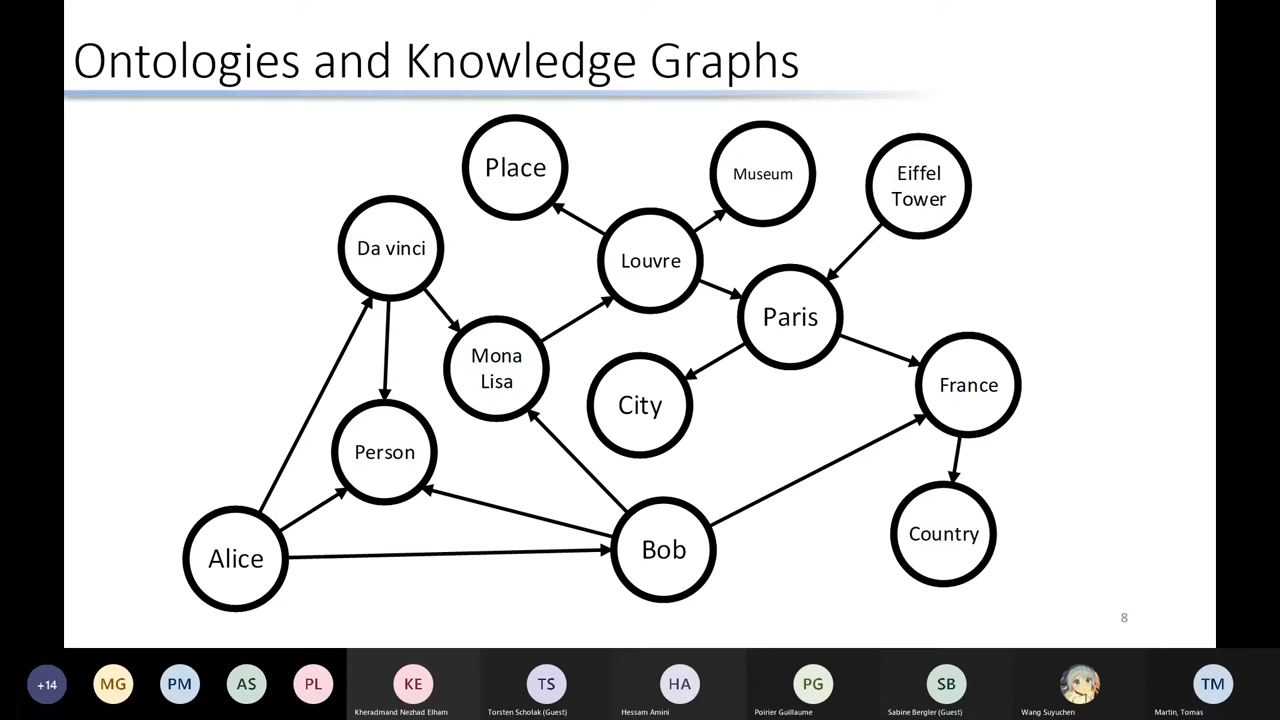 Ontologies and Knowledge Graphs
Place
Museum
Eiffel
Tower
Da vinci
Louvre
Paris
Mona
Lisa
City
France
Person
Alice
Bob
Country
8
+14
MG
PM
AS
PL
KE
TS
HA
PG
SB
TM
Kheradmand Nezhad Elham
Torsten Scholak (Guest)
Hessam Amini
Poirier Guillaume
Sabine Bergler (Guest)
Wang Suyuchen
Martin, Tomas